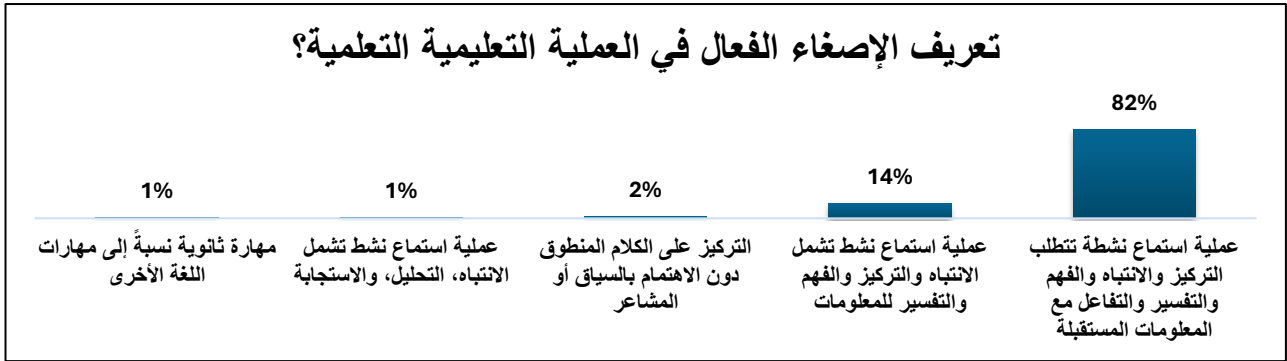 تعريف الإصغاء الفعال في العملية التعليمية التعلمية؟
82%
14%
2%
1%
1%
عملية استماع نشطة تتطلب
التركيز والانتباه والفهم
والتفسير والتفاعل مع
المعلومات المستقبلة
عملية استماع نشط تشمل
الانتباه والتركيز والفهم
والتفسير للمعلومات
التركيز على الكلام المنطوق
دون الاهتمام بالسياق أو
المشاعر
عملية استماع نشط تشمل
الانتباه، التحليل، والاستجابة
مهارة ثانوية نسبةً إلى مهارات
اللغة الأخرى